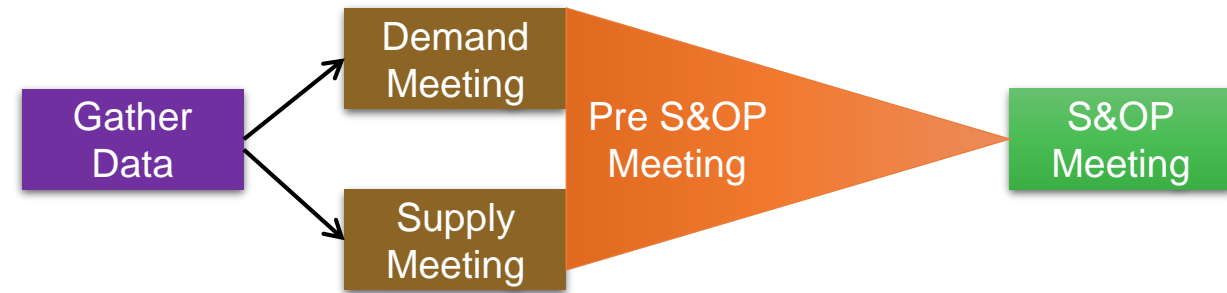 Gather
Data
Demand
Meeting
Supply
Meeting
Pre S&OP
Meeting
S&OP
Meeting